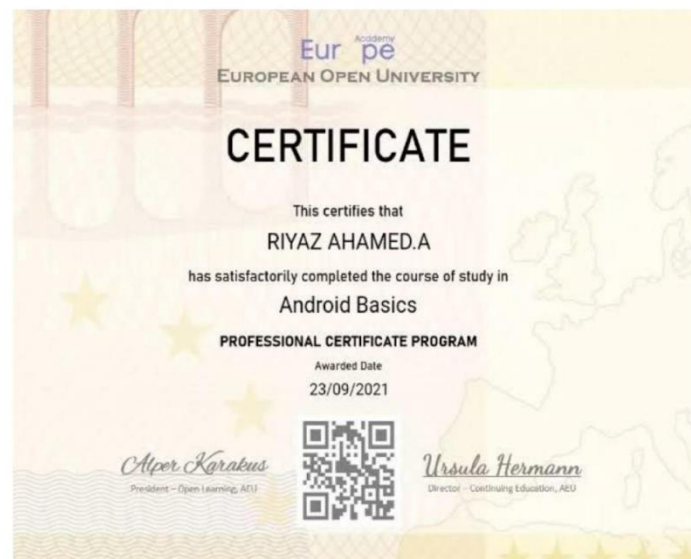 Academy
Eur pe
EUROPEAN OPEN UNIVERSITY
CERTIFICATE
This certifies that
RIYAZ AHAMED.A
has satisfactorily completed the course of study in
Android Basics
PROFESSIONAL CERTIFICATE PROGRAM
Awarded Date
23/09/2021
Alper Karakus
President – Open Learning, AEU
Ursula Hermann
Director – Continuing Education, AEU